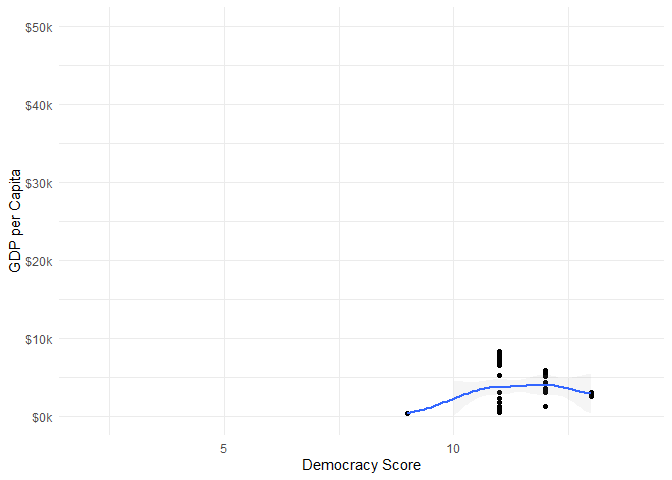 $50k
$40k
$30k
$20k
$10k
$0k
GDP per Capita
5
10
Democracy Score